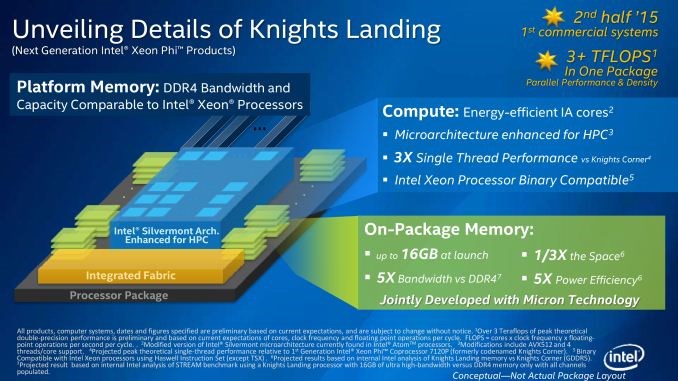 Unveiling Details of Knights Landing
(Next Generation Intel® Xeon Phi™ Products)
2nd half '15
1st commercial systems
3+ TFLOPS1
In One Package
Parallel Performance & Density
Platform Memory: DDR4 Bandwidth and
Capacity Comparable to Intel® Xeon® Processors
...
Compute: Energy-efficient IA cores2
▪ Microarchitecture enhanced for HPC3
▪ 3X Single Thread Performance vs Knights Corner4
▪ Intel Xeon Processor Binary Compatible5
Intel® Silvermont Arch.
Enhanced for HPC
Integrated Fabric
Processor Package
On-Package Memory:
▪ up to 16GB at launch
▪ 1/3X the Space6
▪ 5X Bandwidth vs DDR47
▪ 5X Power Efficiency6
Jointly Developed with Micron Technology
All products, computer systems, dates and figures specified are preliminary based on current expectations, and are subject to change without notice. 1Over 3 Teraflops of peak theoretical
double-precision performance is preliminary and based on current expectations of cores, clock frequency and floating point operations per cycle. FLOPS = cores x clock frequency x floating-
point operations per second per cycle. . 2Modified version of Intel® Silvermont microarchitecture currently found in Intel® Atom™ processors. 3Modifications include AVX512 and 4
threads/core support. 4Projected peak theoretical single-thread performance relative to 1st Generation Intel® Xeon Phi™ Coprocessor 7120P (formerly codenamed Knights Corner). 5 Binary
Compatible with Intel Xeon processors using Haswell Instruction Set (except TSX) . 6Projected results based on internal Intel analysis of Knights Landing memory vs Knights Corner (GDDR5).
7Projected result based on internal Intel analysis of STREAM benchmark using a Knights Landing processor with 16GB of ultra high-bandwidth versus DDR4 memory only with all channels
populated.
Conceptual—Not Actual Package Layout
intel